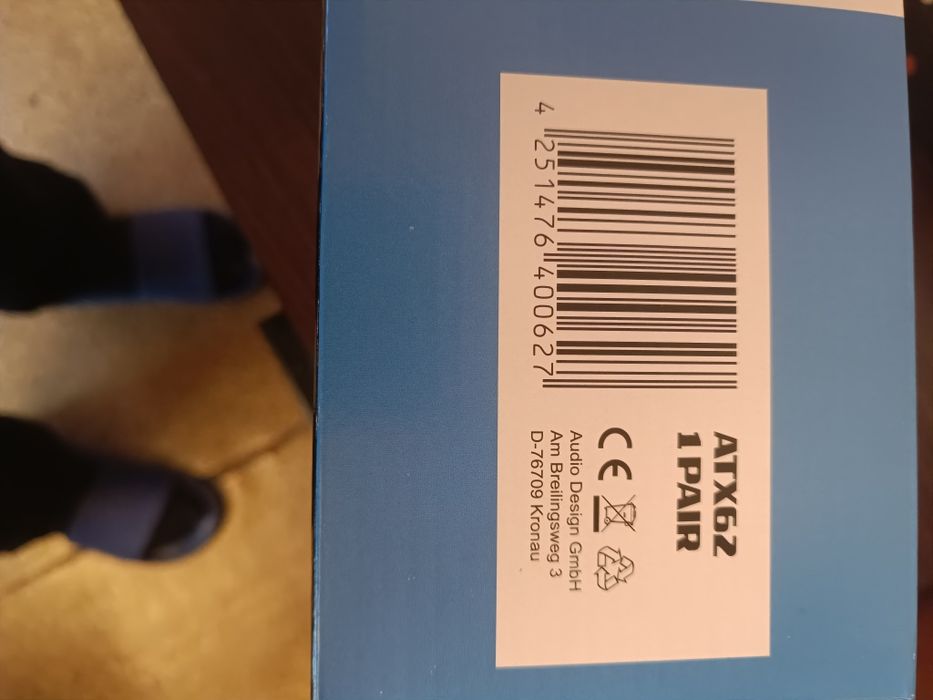 ATX62
1 PAIR
4 251476 400627
CE
Audio Design GmbH
Am Breilingsweg 3
D-76709 Kronau